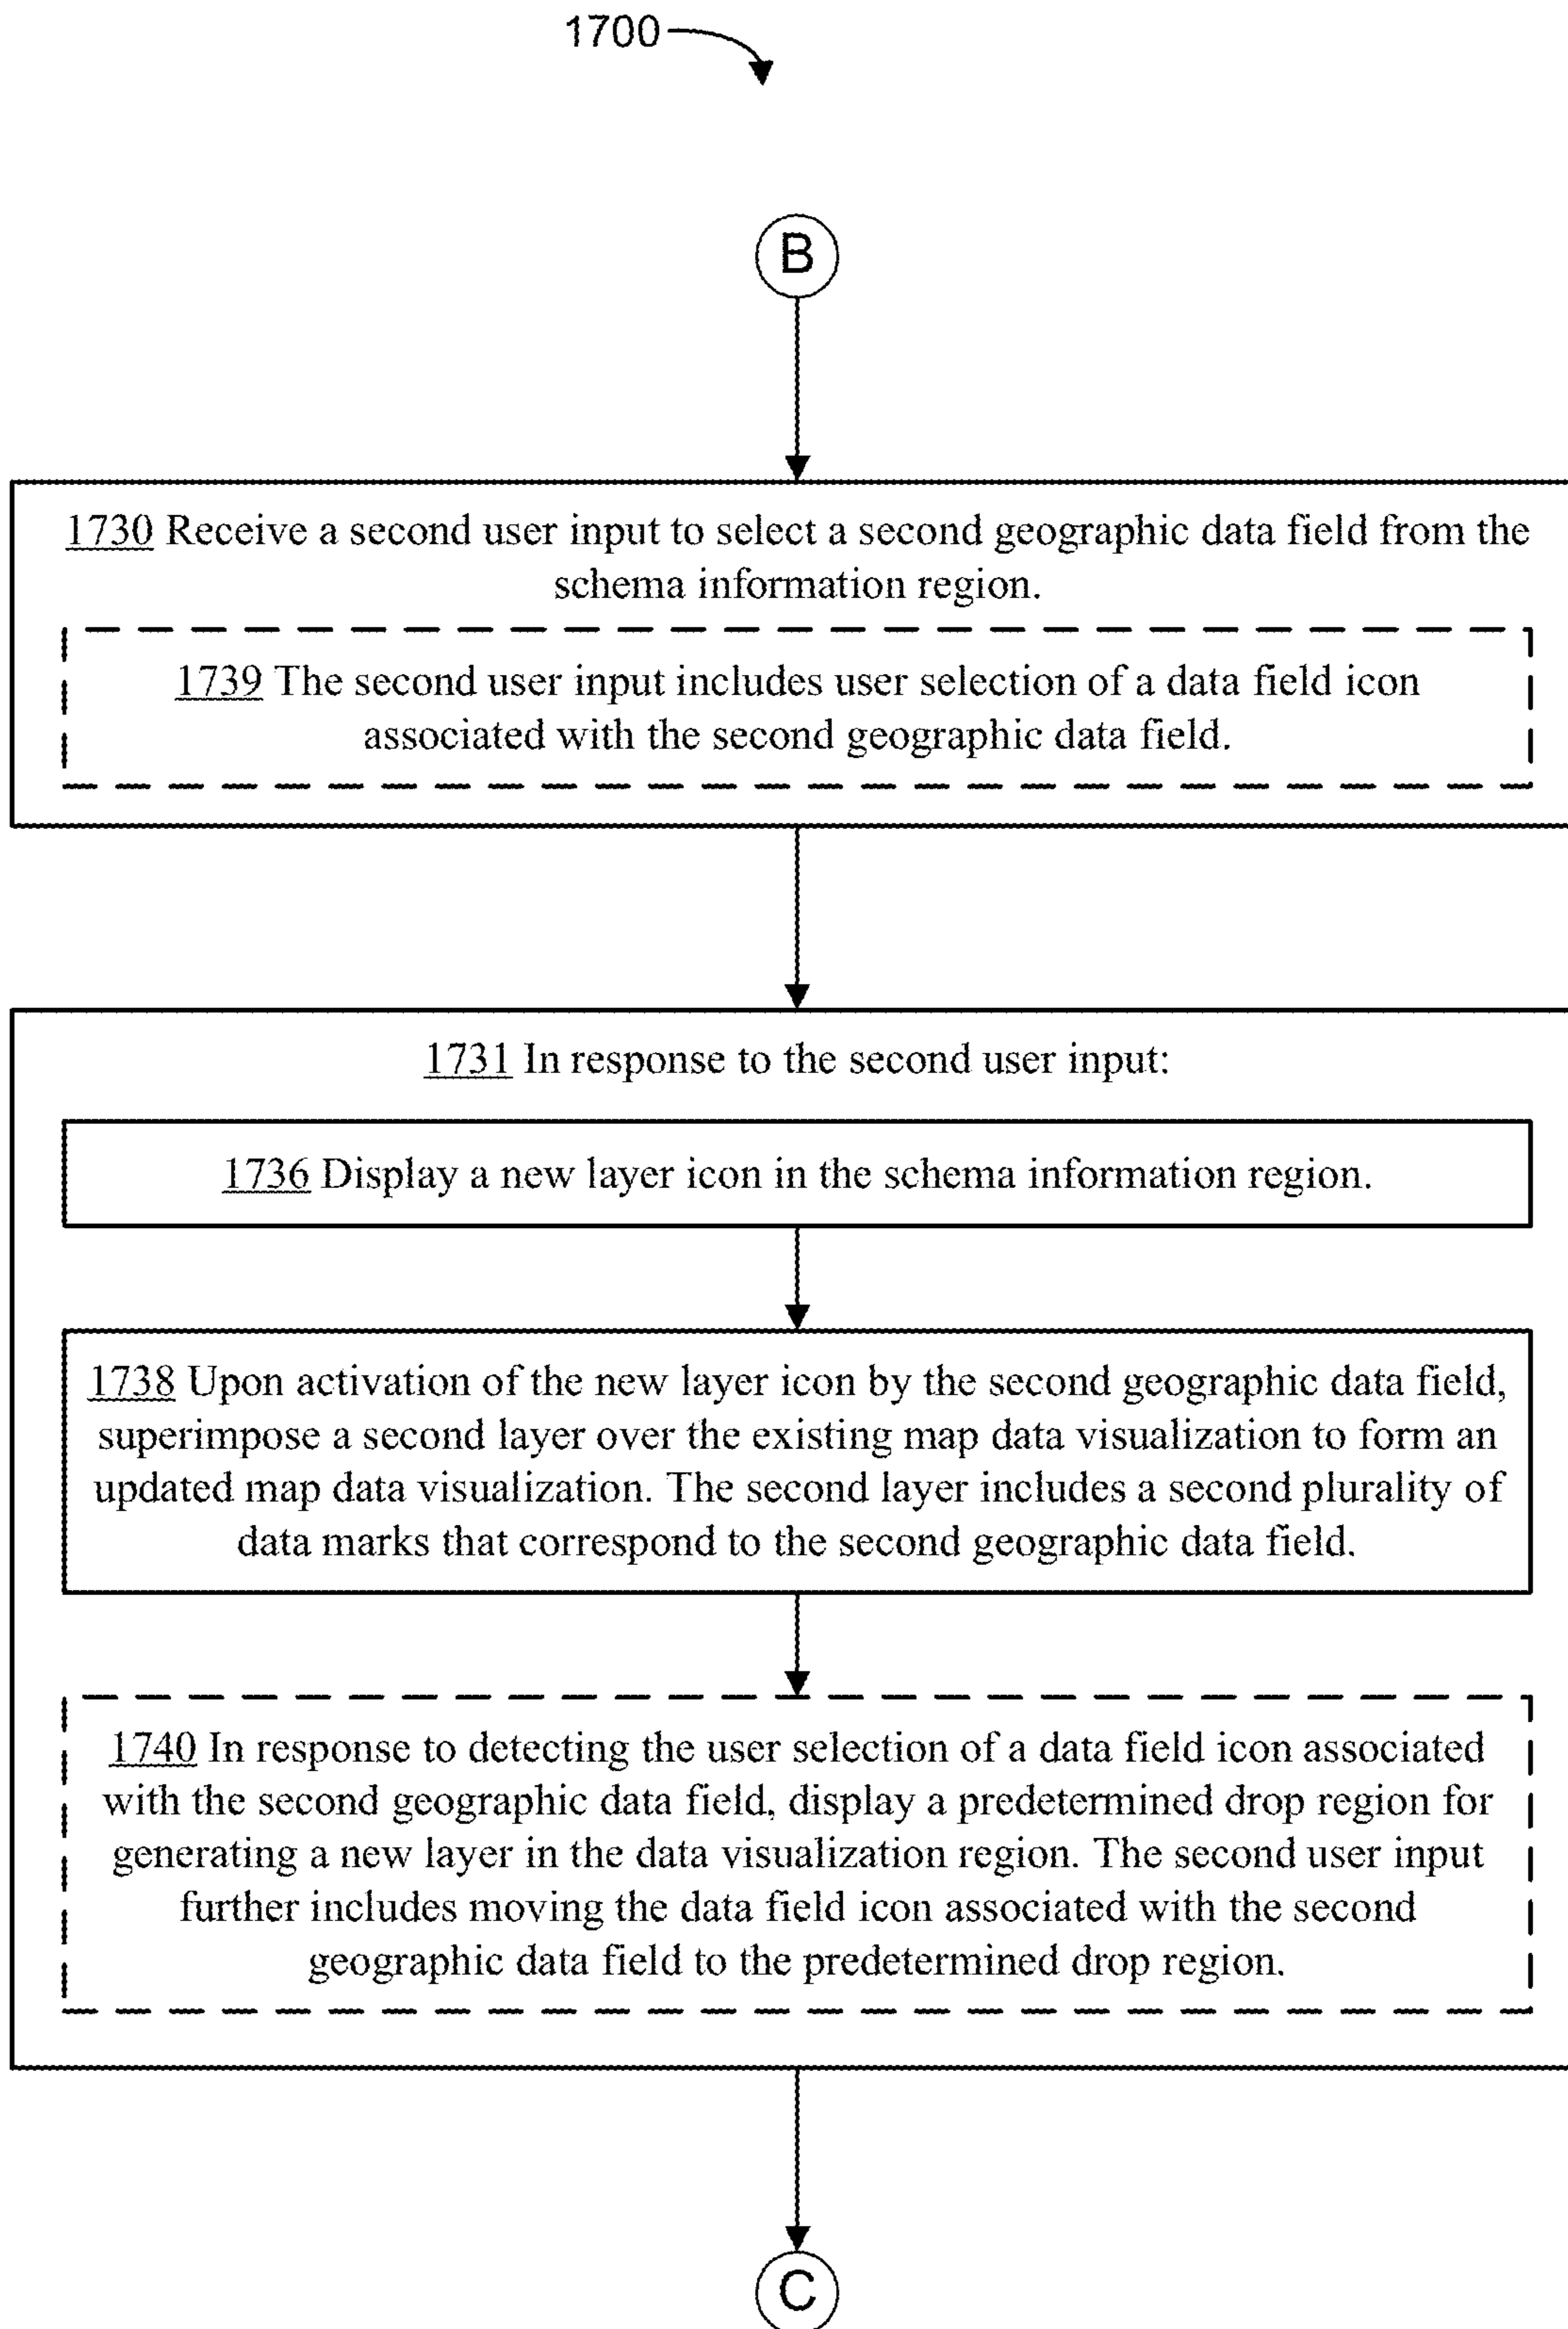 1700
B
1730 Receive a second user input to select a second geographic data field from the
schema information region.
1739 The second user input includes user selection of a data field icon
associated with the second geographic data field.
1731 In response to the second user input:
1736 Display a new layer icon in the schema information region.
1738 Upon activation of the new layer icon by the second geographic data field,
superimpose a second layer over the existing map data visualization to form an
updated map data visualization. The second layer includes a second plurality of
data marks that correspond to the second geographic data field.
1740 In response to detecting the user selection of a data field icon associated
with the second geographic data field, display a predetermined drop region for
generating a new layer in the data visualization region. The second user input
further includes moving the data field icon associated with the second
geographic data field to the predetermined drop region.
C